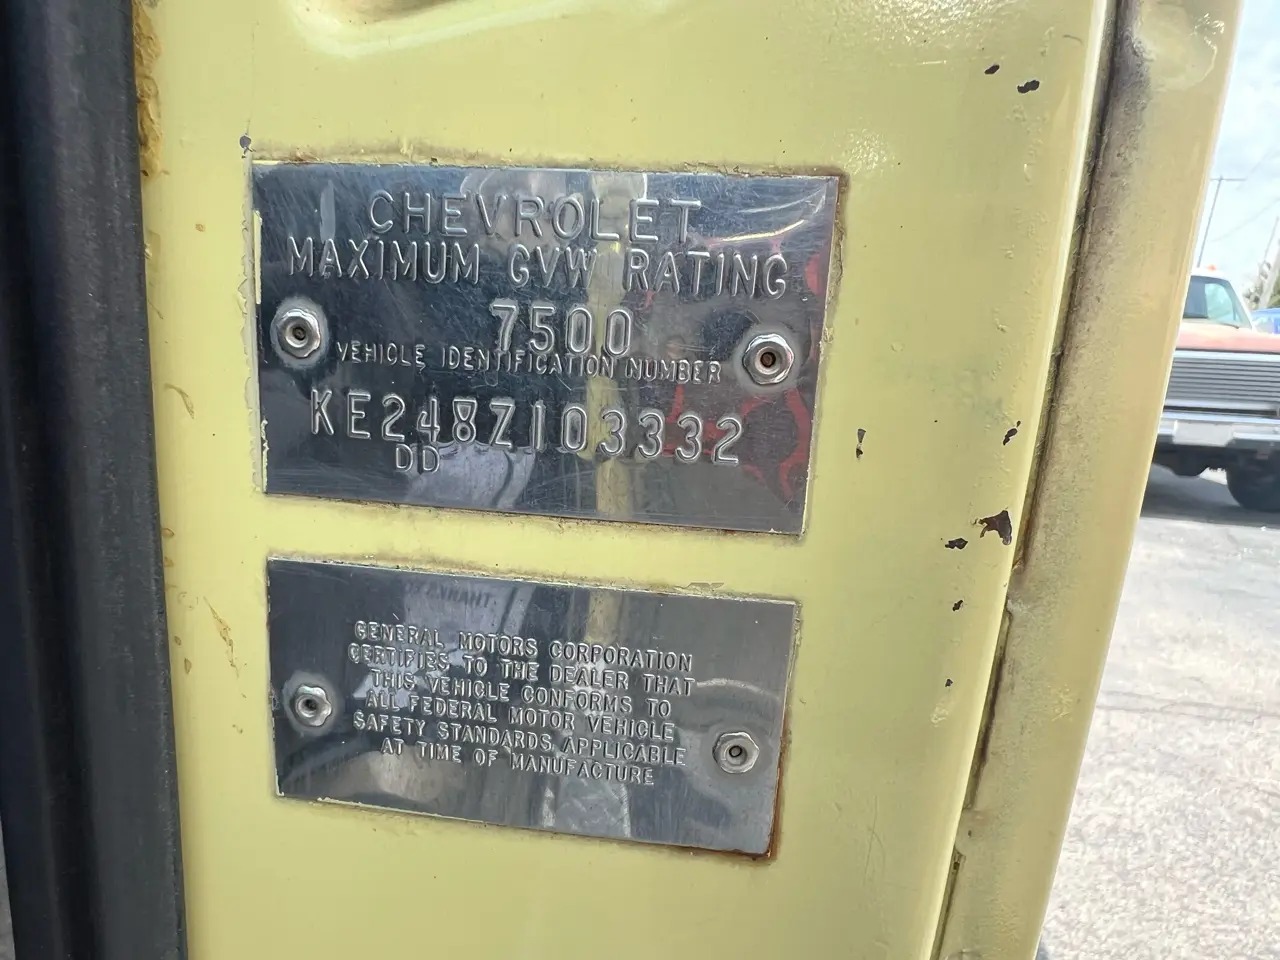 CHEVROLET
MAXIMUM GVW RATING
7500
VEHICLE IDENTIFICATION NUMBER
KE248Z103332
DD
GENERAL MOTORS CORPORATION
CERTIFIES TO THE DEALER THAT
THIS VEHICLE CONFORMS TO
ALL FEDERAL MOTOR VEHICLE
SAFETY STANDARDS APPLICABLE
AT TIME OF MANUFACTURE